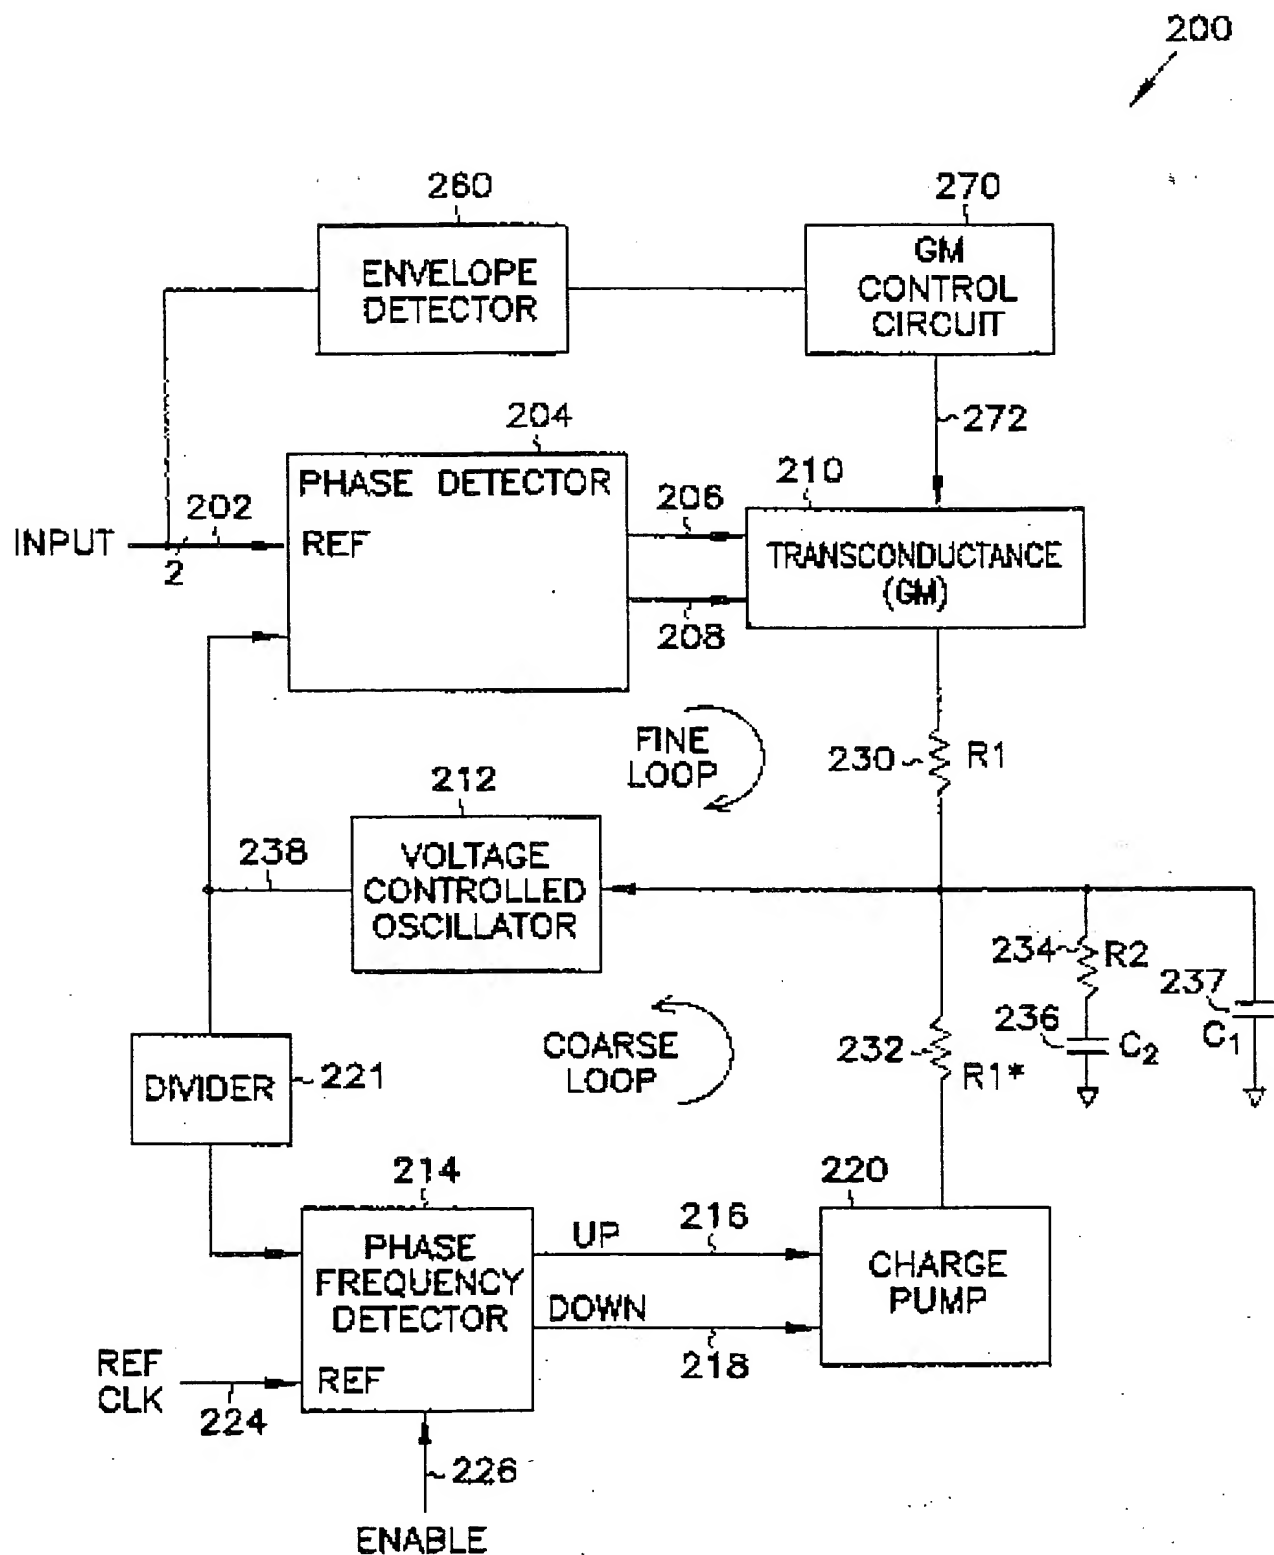 200
260
270
ENVELOPE
DETECTOR
GM
CONTROL
CIRCUIT
272
204
PHASE DETECTOR
REF
INPUT
202
2
206
208
210
TRANSCONDUCTANCE
(GM)
FINE
LOOP
230
R1
212
VOLTAGE
CONTROLLED
OSCILLATOR
238
234
R2
236
C2
237
C1
COARSE
LOOP
232
R1*
DIVIDER
221
214
PHASE
FREQUENCY
DETECTOR
REF
UP
216
DOWN
218
220
CHARGE
PUMP
REF
CLK
224
226
ENABLE